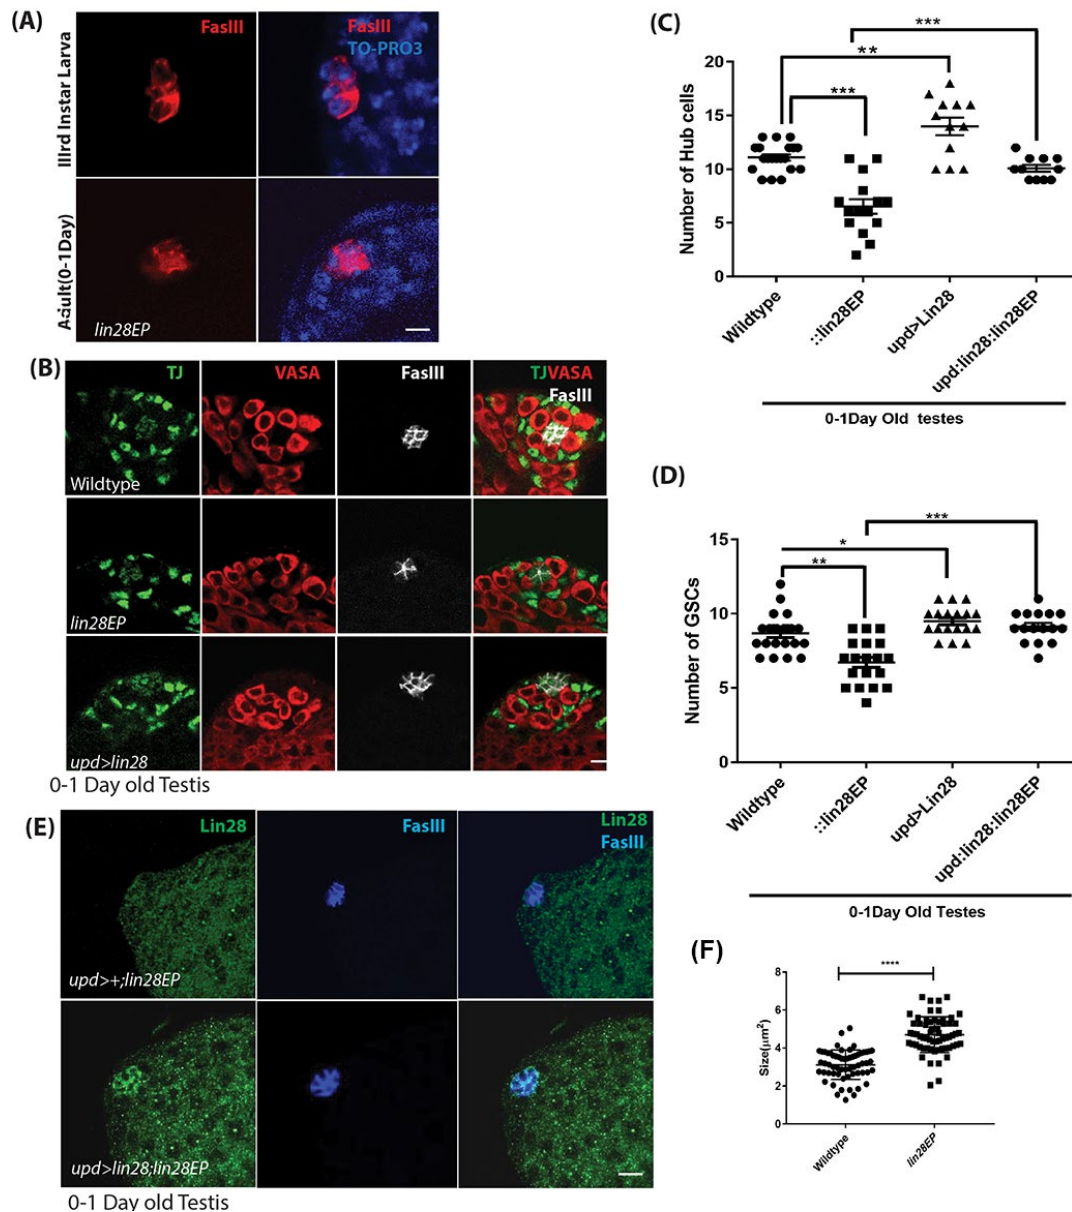 (A)
FasIII
FasIII
TO-PRO3
IIIrd Instar Larva
Adult(0-1Day)
lin28EP
(B)
TJ
VASA
FasIII
TJVASA
FasIII
Wildtype
lin28EP
upd>lin28
0-1 Day old Testis
(E)
Lin28
FasIII
Lin28
FasIII
upd>+;lin28EP
upd>lin28;lin28EP
0-1 Day old Testis
(C)
***
**
***
Number of Hub cells
20
15
10
5
0
Wildtype
::lin28EP
upd>Lin28
upd:lin28:lin28EP
0-1Day Old testes
(D)
***
*
**
Number of GSCs
15
10
5
0
Wildtype
::lin28EP
upd>Lin28
upd:lin28:lin28EP
0-1Day Old Testes
(F)
****
Size(μm²)
8
6
4
2
0
Wildtype
lin28EP